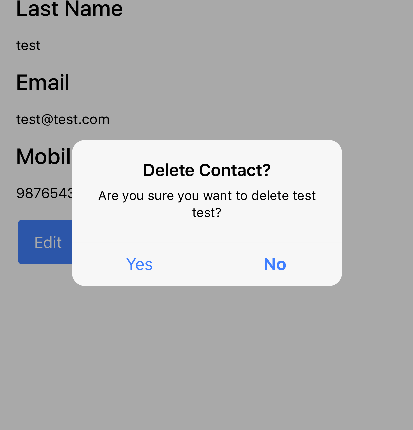 Last Name
test
Email
test@test.com
Mobil
9876543
Delete Contact?
Are you sure you want to delete test
test?
Edit
Yes
No